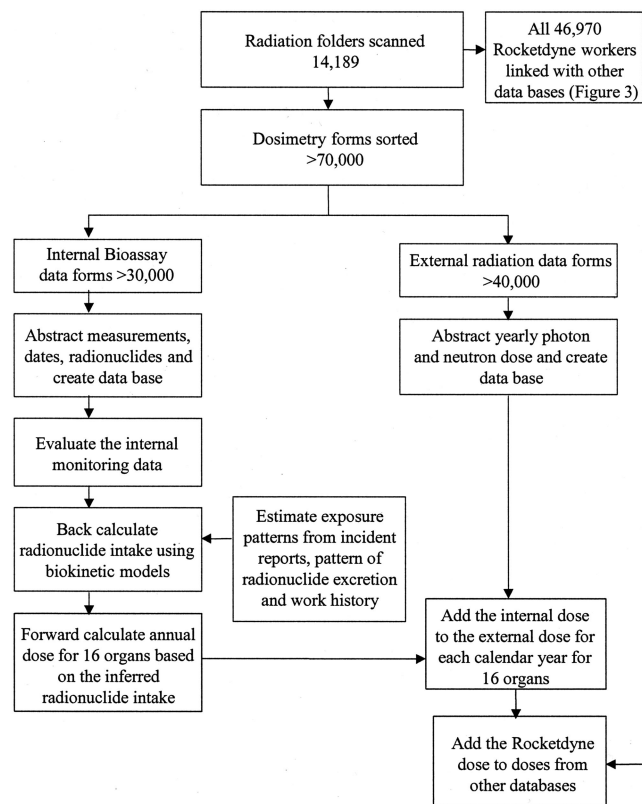 Radiation folders scanned
14,189
All 46,970
Rocketdyne workers
linked with other
data bases (Figure 3)
Dosimetry forms sorted
>70,000
Internal Bioassay
data forms >30,000
External radiation data forms
>40,000
Abstract measurements,
dates, radionuclides and
create data base
Abstract yearly photon
and neutron dose and create
data base
Evaluate the internal
monitoring data
Back calculate
radionuclide intake using
biokinetic models
Estimate exposure
patterns from incident
reports, pattern of
radionuclide excretion
and work history
Forward calculate annual
dose for 16 organs based
on the inferred
radionuclide intake
Add the internal dose
to the external dose for
each calendar year for
16 organs
Add the Rocketdyne
dose to doses from
other databases